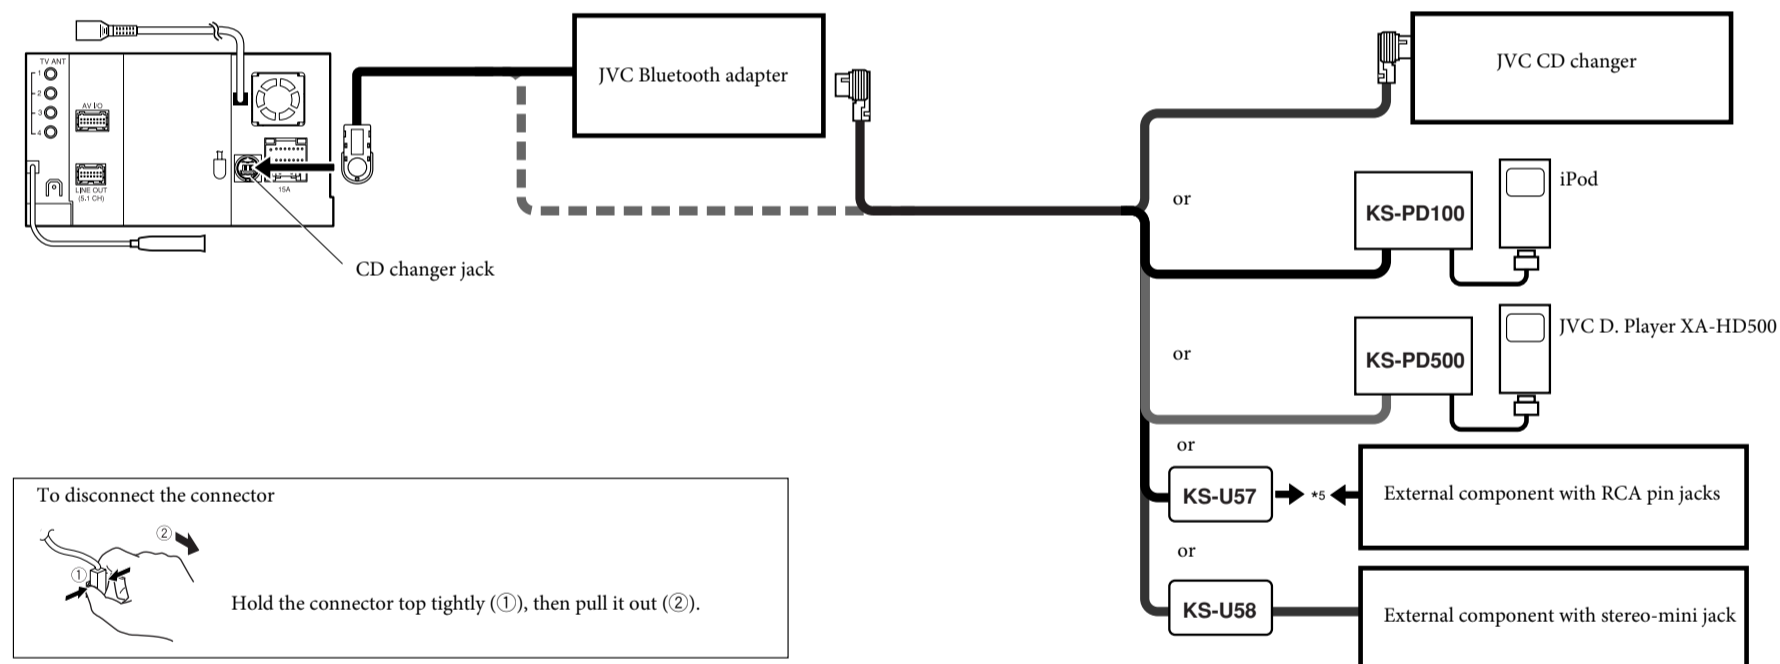 TV ANT
1
2
3
4
AV I/O
LINE OUT
(5.1 CH)
15A
CD changer jack
JVC Bluetooth adapter
JVC CD changer
or
KS-PD100
iPod
or
KS-PD500
JVC D. Player XA-HD500
or
KS-U57
*5
External component with RCA pin jacks
or
KS-U58
External component with stereo-mini jack
To disconnect the connector
②
①
Hold the connector top tightly (①), then pull it out (②).